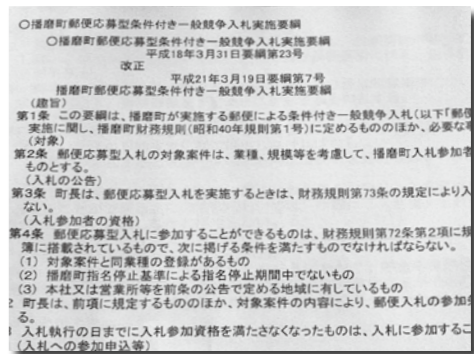 ○播磨町郵便応募型条件付き一般競争入札実施要綱
○播磨町郵便応募型条件付き一般競争入札実施要綱
平成18年3月31日要綱第23号
改正
平成21年3月19日要綱第7号
播磨町郵便応募型条件付き一般競争入札実施要綱
(趣旨)
第1条 この要綱は、播磨町が実施する郵便による条件付き一般競争入札(以下「郵便
実施に関し、播磨町財務規則(昭和40年規則第1号)に定めるもののほか、必要な事
(対象)
第2条 郵便応募型入札の対象案件は、業種、規模等を考慮して、播磨町入札参加者
ものとする。
(入札の公告)
第3条 町長は、郵便応募型入札を実施するときは、財務規則第73条の規定により入
ない。
(入札参加者の資格)
第4条 郵便応募型入札に参加することができるものは、財務規則第72条第2項に規
簿に搭載されているもので、次に掲げる条件を満たすものでなければならない。
(1) 対象案件と同業種の登録があるもの
(2) 播磨町指名停止基準による指名停止期間中でないもの
(3) 本社又は営業所等を前条の公告で定める地域に有しているもの
2 町長は、前項に規定するもののほか、対象案件の内容により、郵便入札の参加
る。
入札執行の日までに入札参加資格を満たさなくなったものは、入札に参加するこ
(入札への参加申込等)